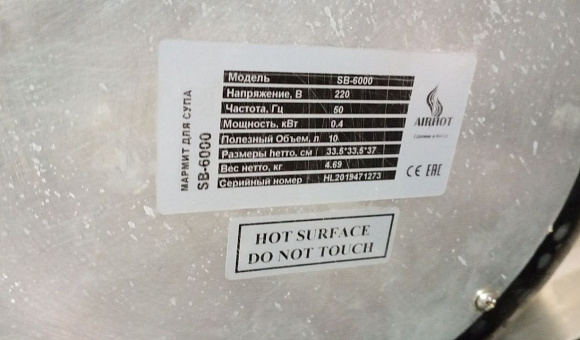 МАРМИТ ДЛЯ СУПА
SB-6000
Модель SB-6000
Напряжение, В 220
Частота, Гц 50
Мощность, кВт 0.4
Полезный Объем, л 10
Размеры нетто, см 33.5*33,5*37
Вес нетто, кг 4.69
Серийный номер HL2019471273
AIRHOT
Сделано в Китае
CE EAC
HOT SURFACE
DO NOT TOUCH